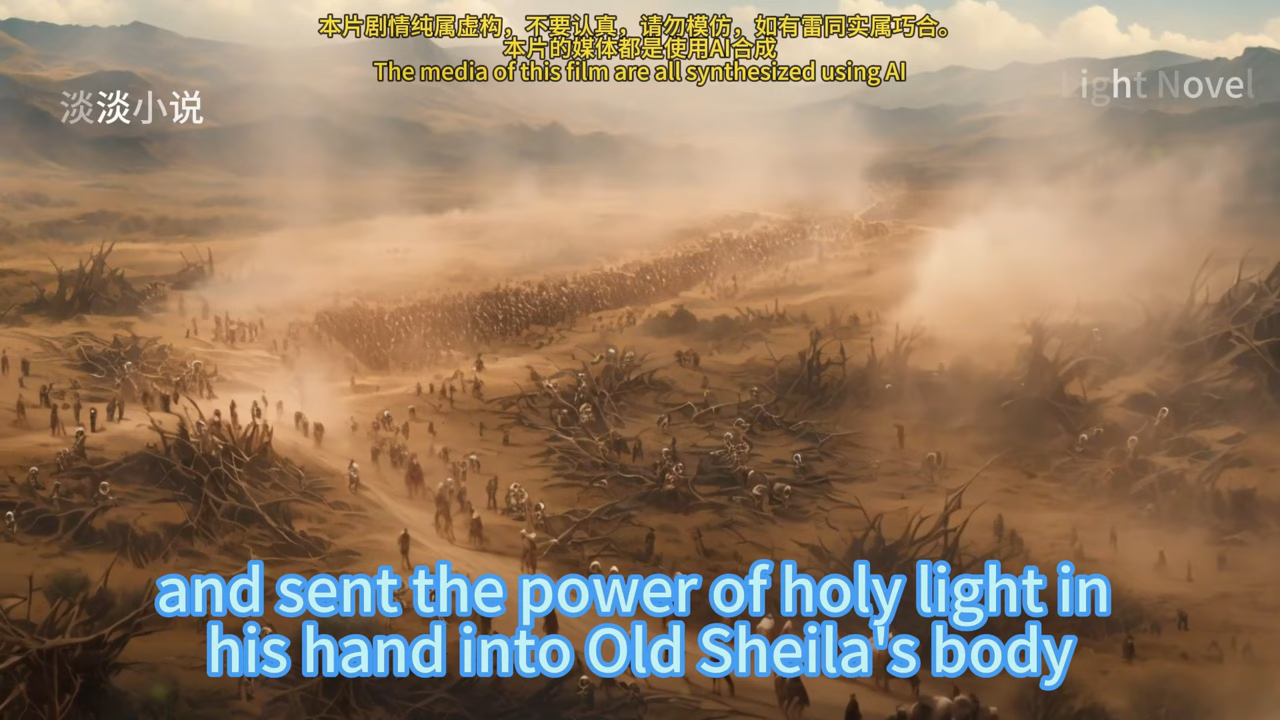 本片剧情纯属虚构，不要认真，请勿模仿，如有雷同实属巧合。
本片的媒体都是使用AI合成
The media of this film are all synthesized using AI
淡淡小说
Light Novel
and sent the power of holy light in
his hand into Old Sheila's body